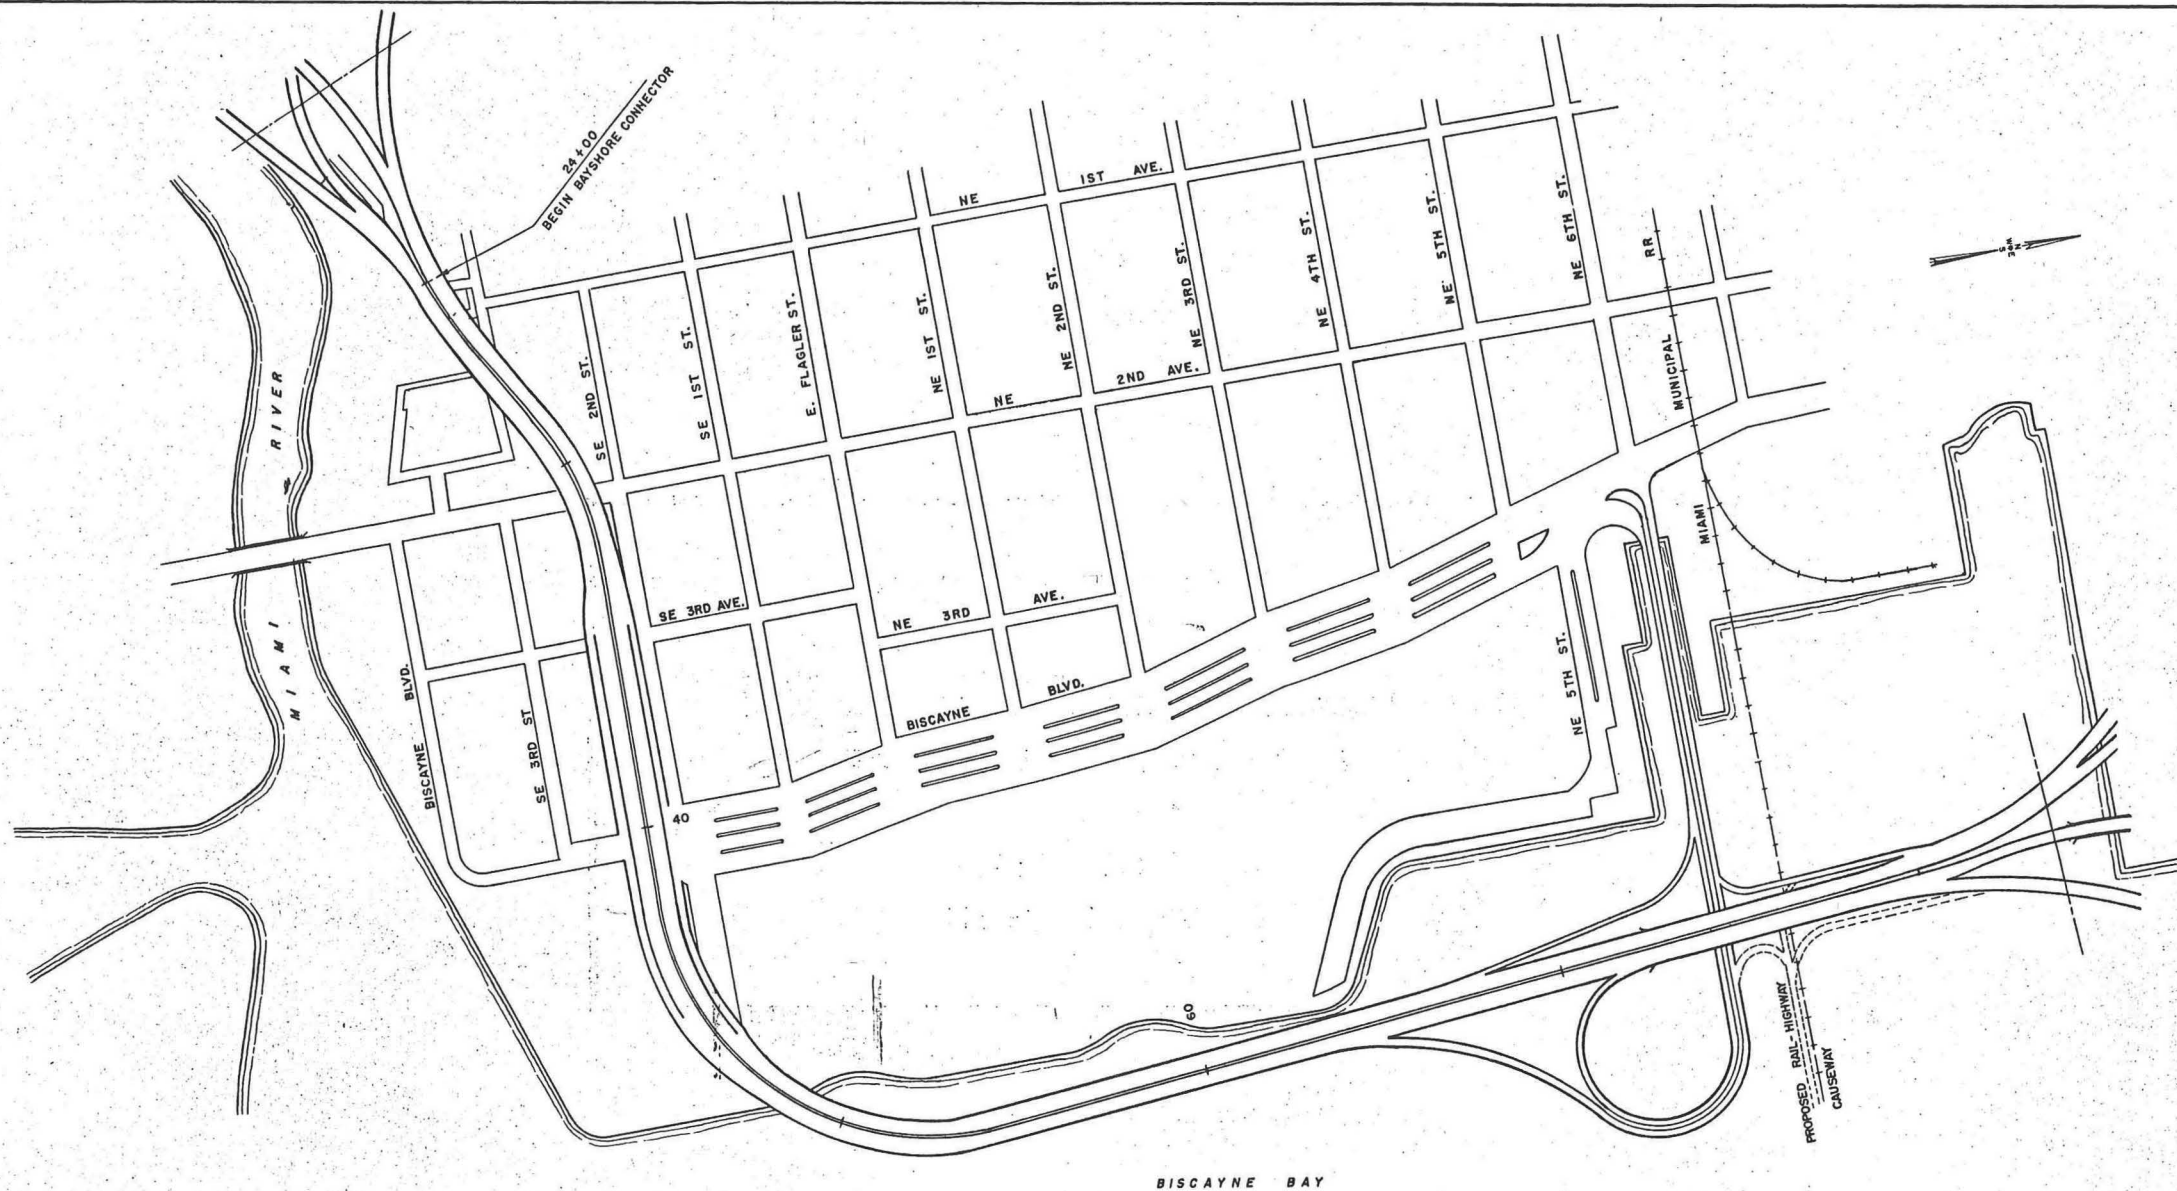 24+00
BEGIN BAYSHORE CONNECTOR
NE 1ST AVE.
SE 2ND ST.
SE 1ST ST.
E. FLAGLER ST.
NE 1ST ST.
NE 2ND ST.
NE 3RD ST.
NE 4TH ST.
NE 5TH ST.
NE 6TH ST.
RR
MUNICIPAL
MIAMI
N
W E
S
NE 2ND AVE.
RIVER
MIAMI
SE 3RD AVE.
NE 3RD AVE.
BISCAYNE BLVD.
BISCAYNE BLVD.
SE 3RD ST
NE 5TH ST.
40
60
PROPOSED RAIL-HIGHWAY
CAUSEWAY
BISCAYNE BAY